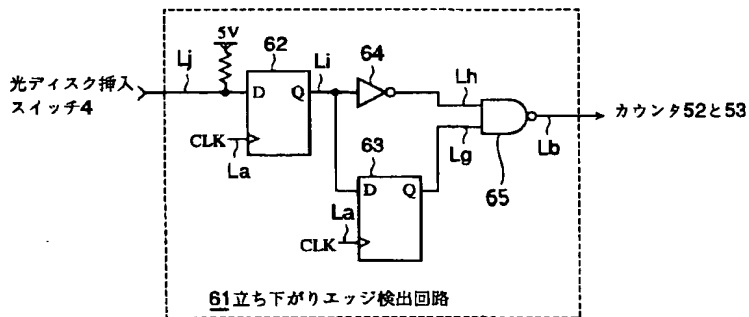 5V
62
64
Lj
Li
Lh
光ディスク挿入
スイッチ4
D Q
カウンタ52と53
CLK
La
63
Lg
Lb
65
D Q
La
CLK
61立ち下がりエッジ検出回路